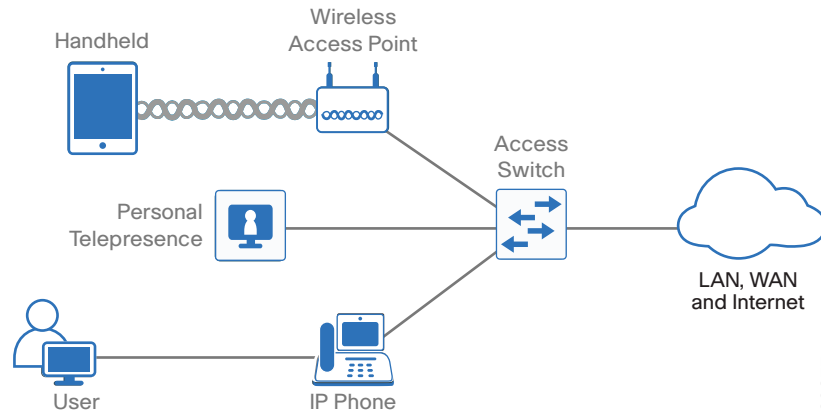 Wireless
Access Point
Handheld
Access
Switch
Personal
Telepresence
LAN, WAN
and Internet
User
IP Phone